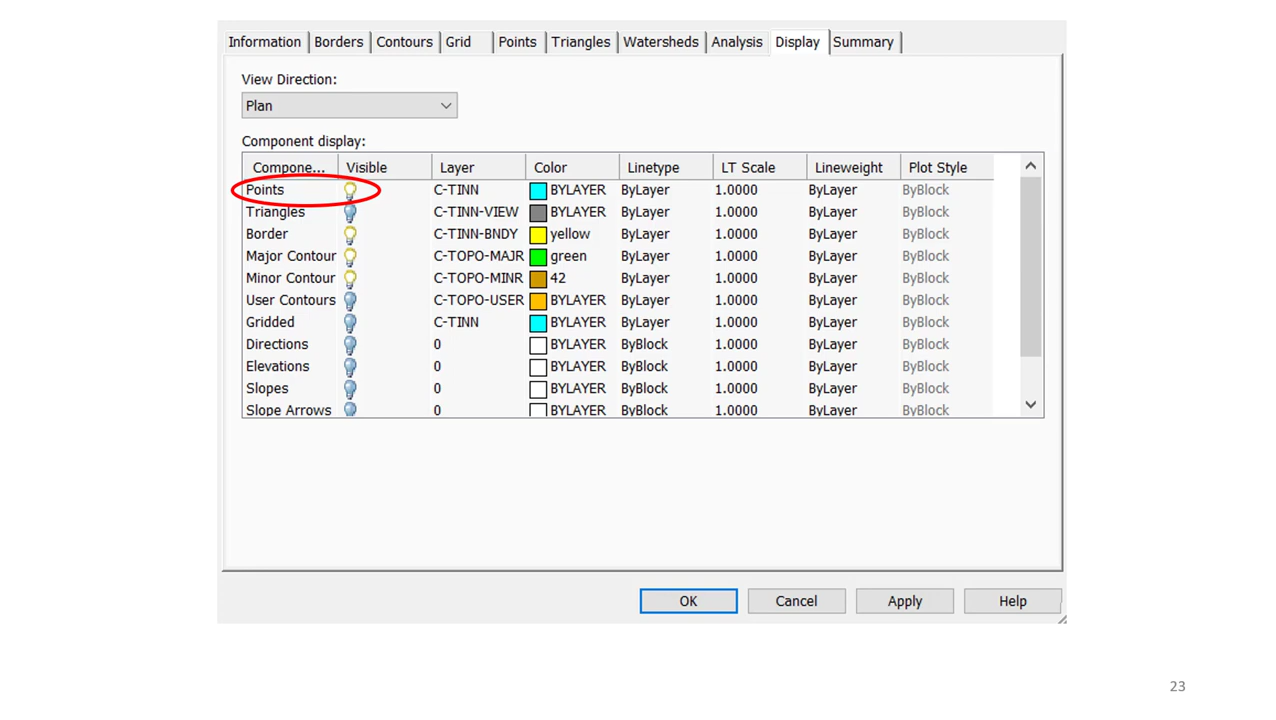 Information Borders Contours Grid Points Triangles Watersheds Analysis Display Summary
View Direction:
Plan
Component display:
Compone... Visible Layer Color Linetype LT Scale Lineweight Plot Style
Points C-TINN BYLAYER ByLayer 1.0000 ByLayer ByBlock
Triangles C-TINN-VIEW BYLAYER ByLayer 1.0000 ByLayer ByBlock
Border C-TINN-BNDY yellow ByLayer 1.0000 ByLayer ByBlock
Major Contour C-TOPO-MAJR green ByLayer 1.0000 ByLayer ByBlock
Minor Contour C-TOPO-MINR 42 ByLayer 1.0000 ByLayer ByBlock
User Contours C-TOPO-USER BYLAYER ByLayer 1.0000 ByLayer ByBlock
Gridded C-TINN BYLAYER ByLayer 1.0000 ByLayer ByBlock
Directions 0 BYLAYER ByBlock 1.0000 ByLayer ByBlock
Elevations 0 BYLAYER ByBlock 1.0000 ByLayer ByBlock
Slopes 0 BYLAYER ByBlock 1.0000 ByLayer ByBlock
Slope Arrows 0 BYLAYER ByBlock 1.0000 ByLayer ByBlock
OK Cancel Apply Help
23